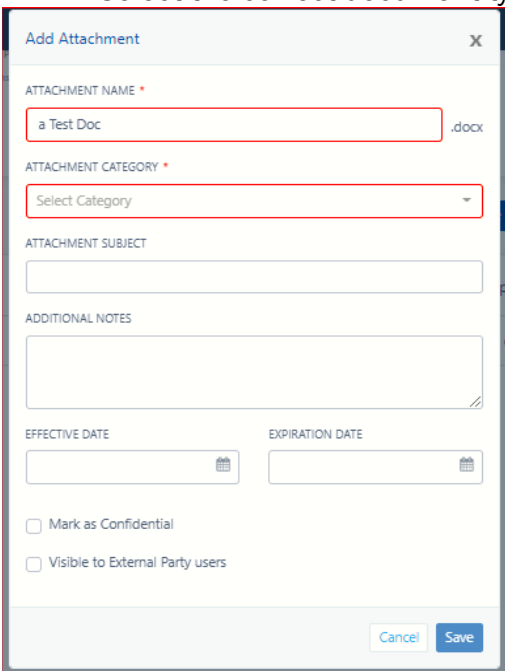 Add Attachment X
ATTACHMENT NAME *
a Test Doc .docx
ATTACHMENT CATEGORY *
Select Category
ATTACHMENT SUBJECT
ADDITIONAL NOTES
EFFECTIVE DATE EXPIRATION DATE
Mark as Confidential
Visible to External Party users
Cancel Save